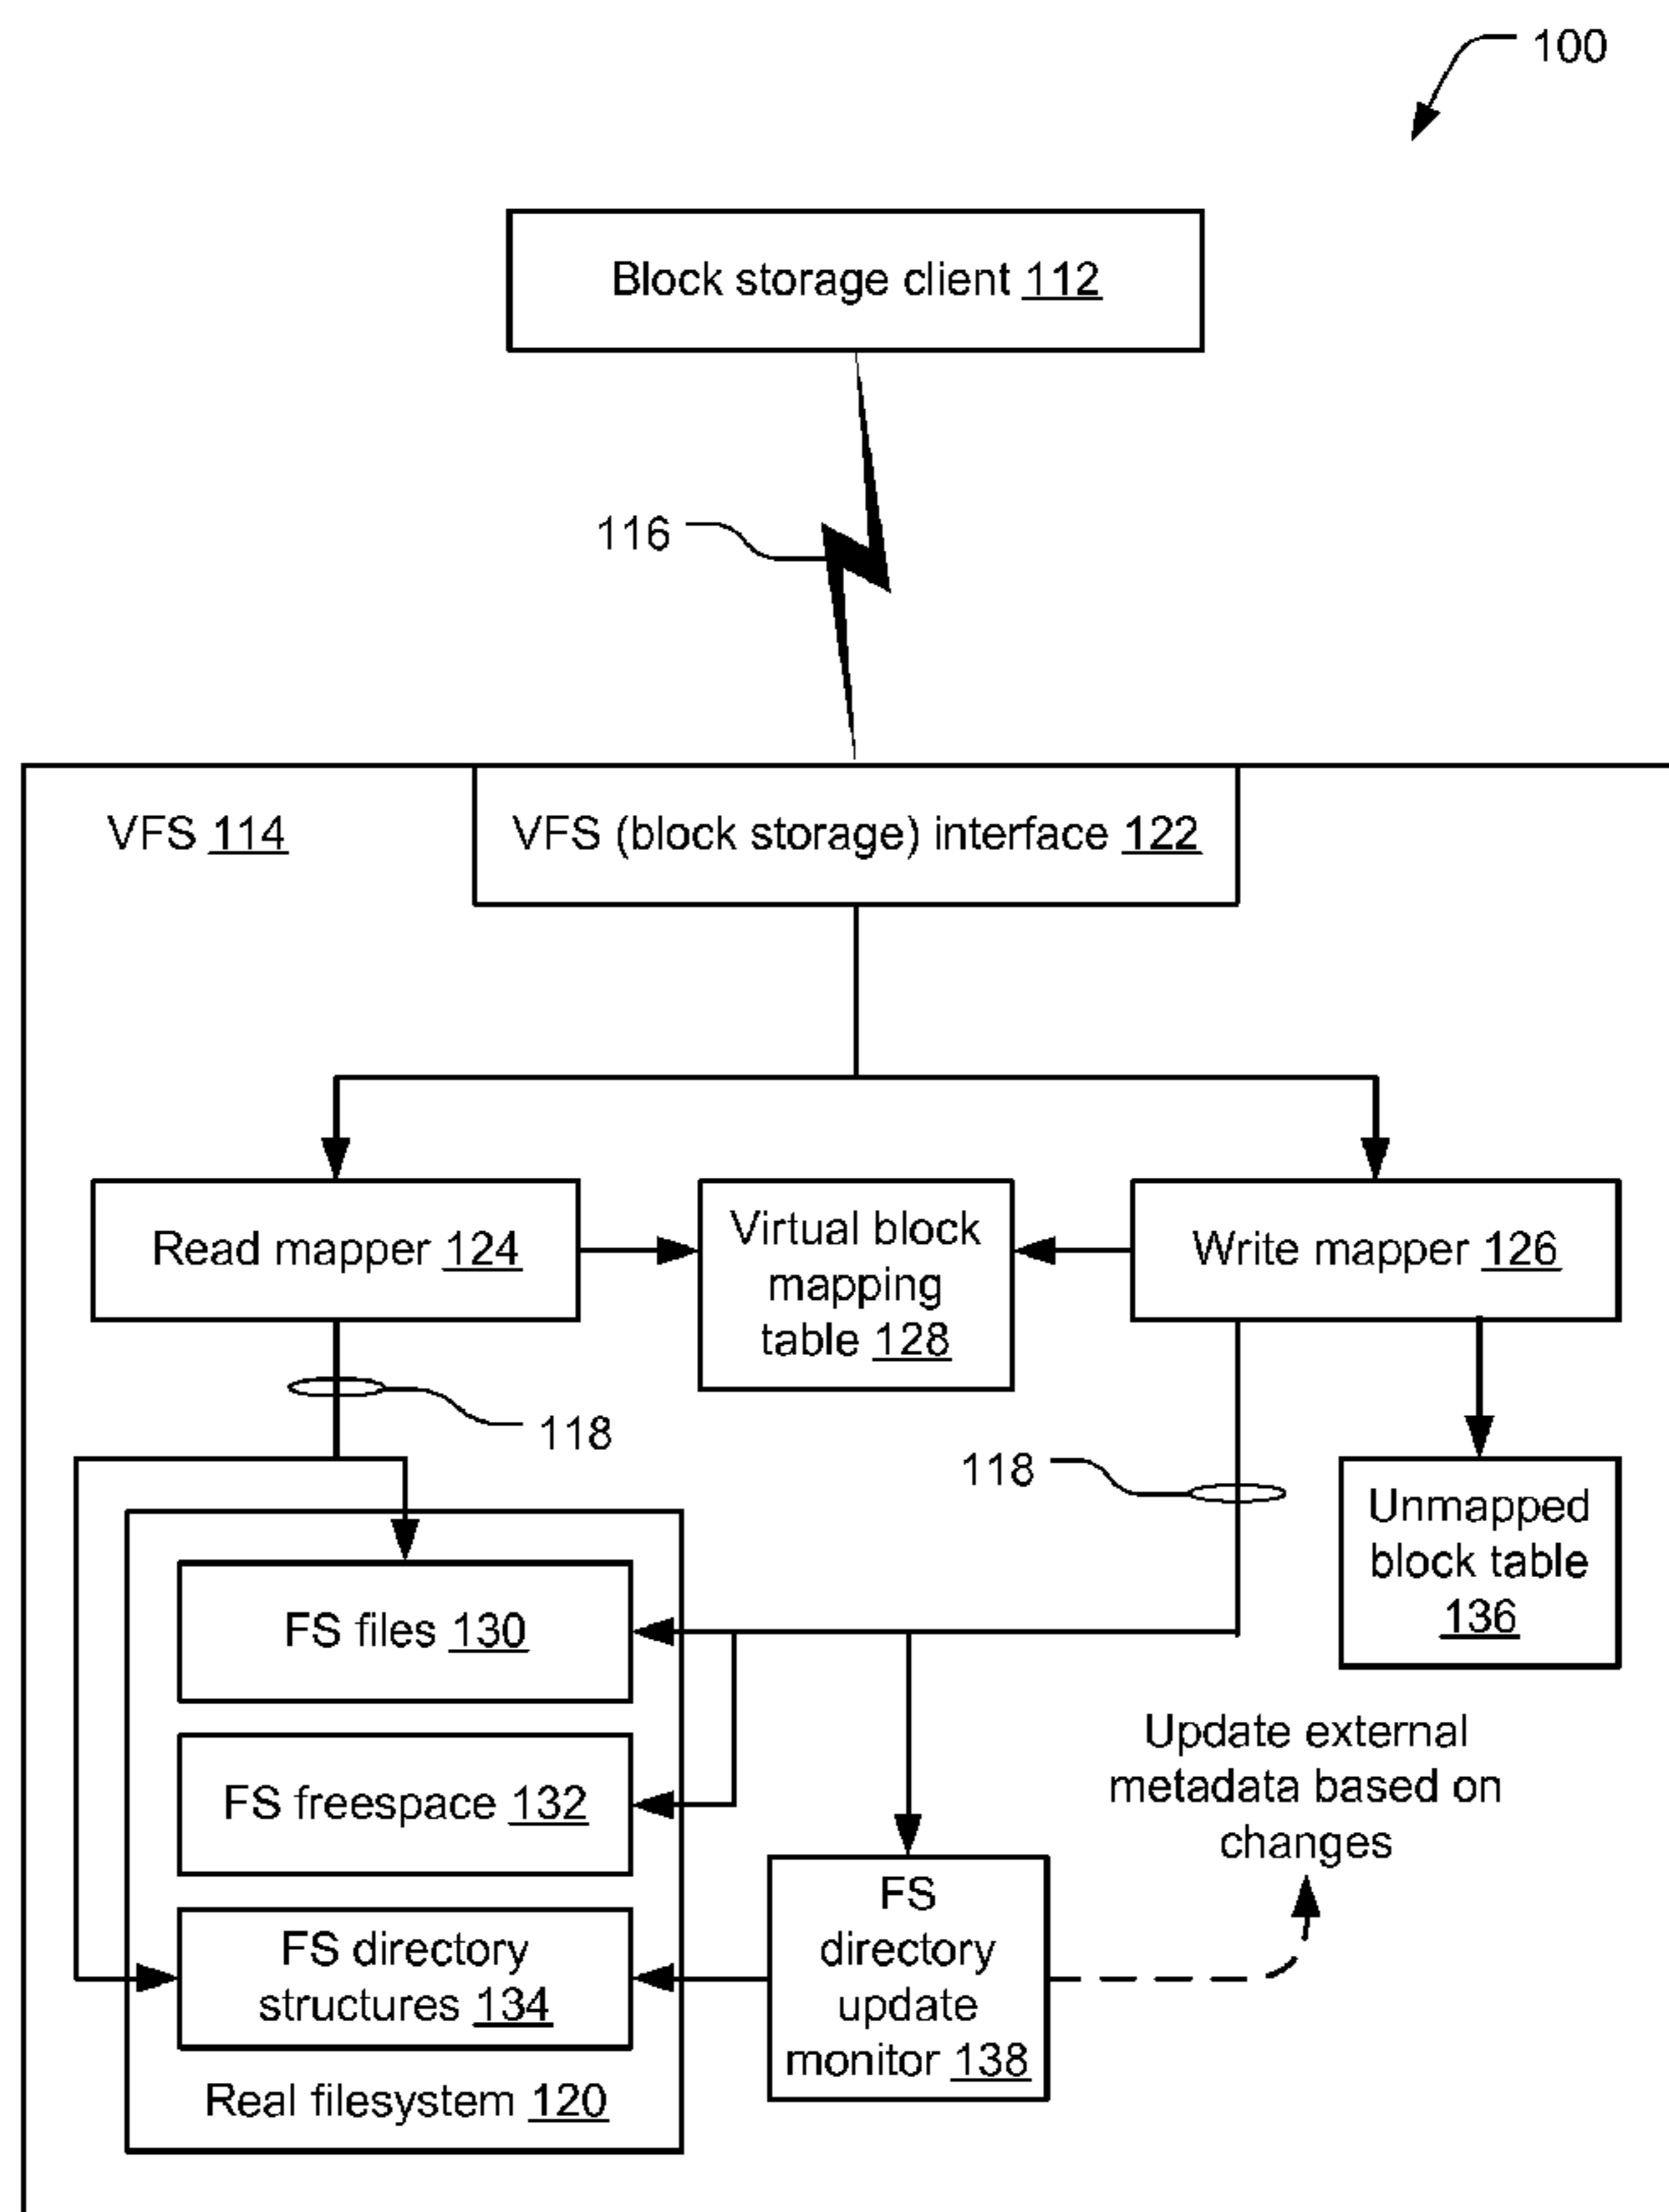 100
Block storage client 112
116
VFS 114
VFS (block storage) interface 122
Read mapper 124
Virtual block
mapping
table 128
Write mapper 126
118
118
Unmapped
block table
136
FS files 130
FS freespace 132
FS directory
structures 134
Real filesystem 120
FS
directory
update
monitor 138
Update external
metadata based on
changes